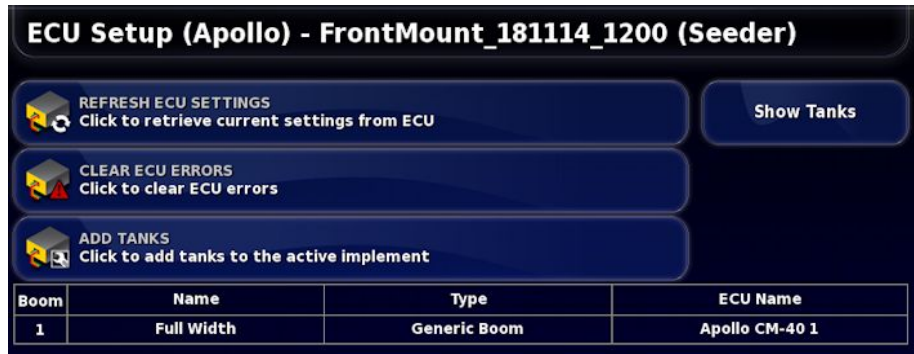 ECU Setup (Apollo) - FrontMount_181114_1200 (Seeder)
REFRESH ECU SETTINGS
Click to retrieve current settings from ECU
Show Tanks
CLEAR ECU ERRORS
Click to clear ECU errors
ADD TANKS
Click to add tanks to the active implement
Boom Name Type ECU Name
1 Full Width Generic Boom Apollo CM-40 1